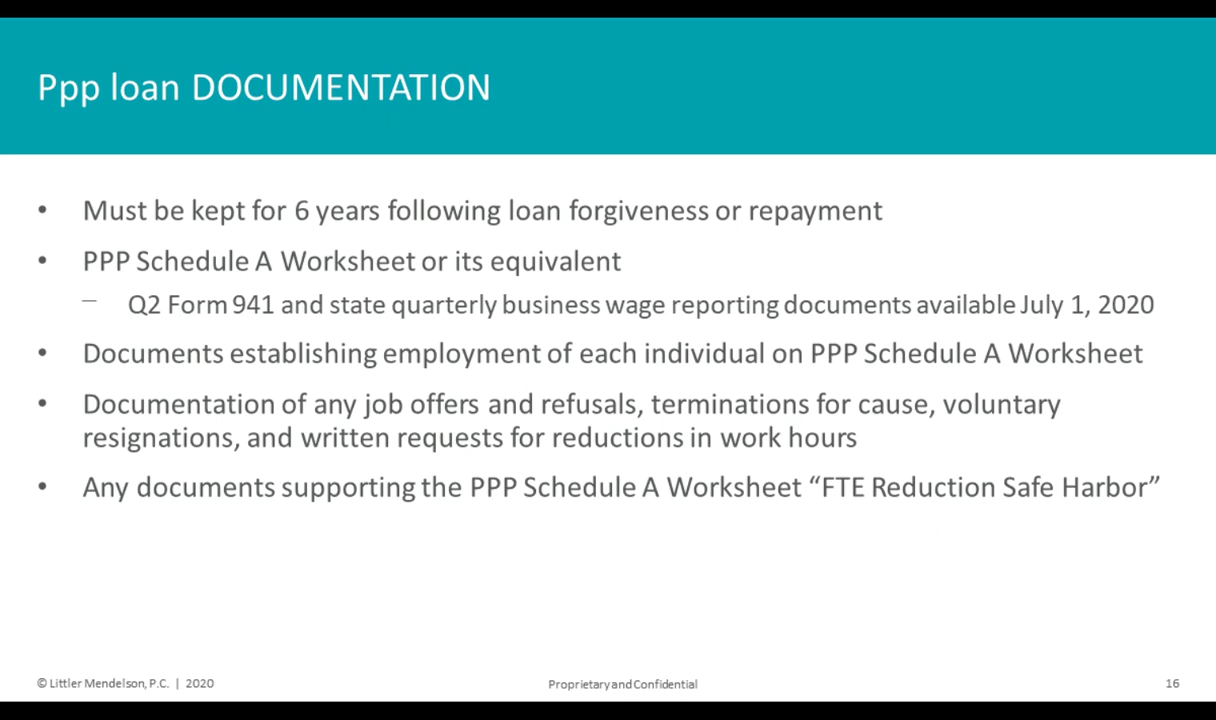 Ppp loan DOCUMENTATION
• Must be kept for 6 years following loan forgiveness or repayment
• PPP Schedule A Worksheet or its equivalent
– Q2 Form 941 and state quarterly business wage reporting documents available July 1, 2020
• Documents establishing employment of each individual on PPP Schedule A Worksheet
• Documentation of any job offers and refusals, terminations for cause, voluntary
resignations, and written requests for reductions in work hours
• Any documents supporting the PPP Schedule A Worksheet “FTE Reduction Safe Harbor”
© Littler Mendelson, P.C. | 2020
Proprietary and Confidential
16